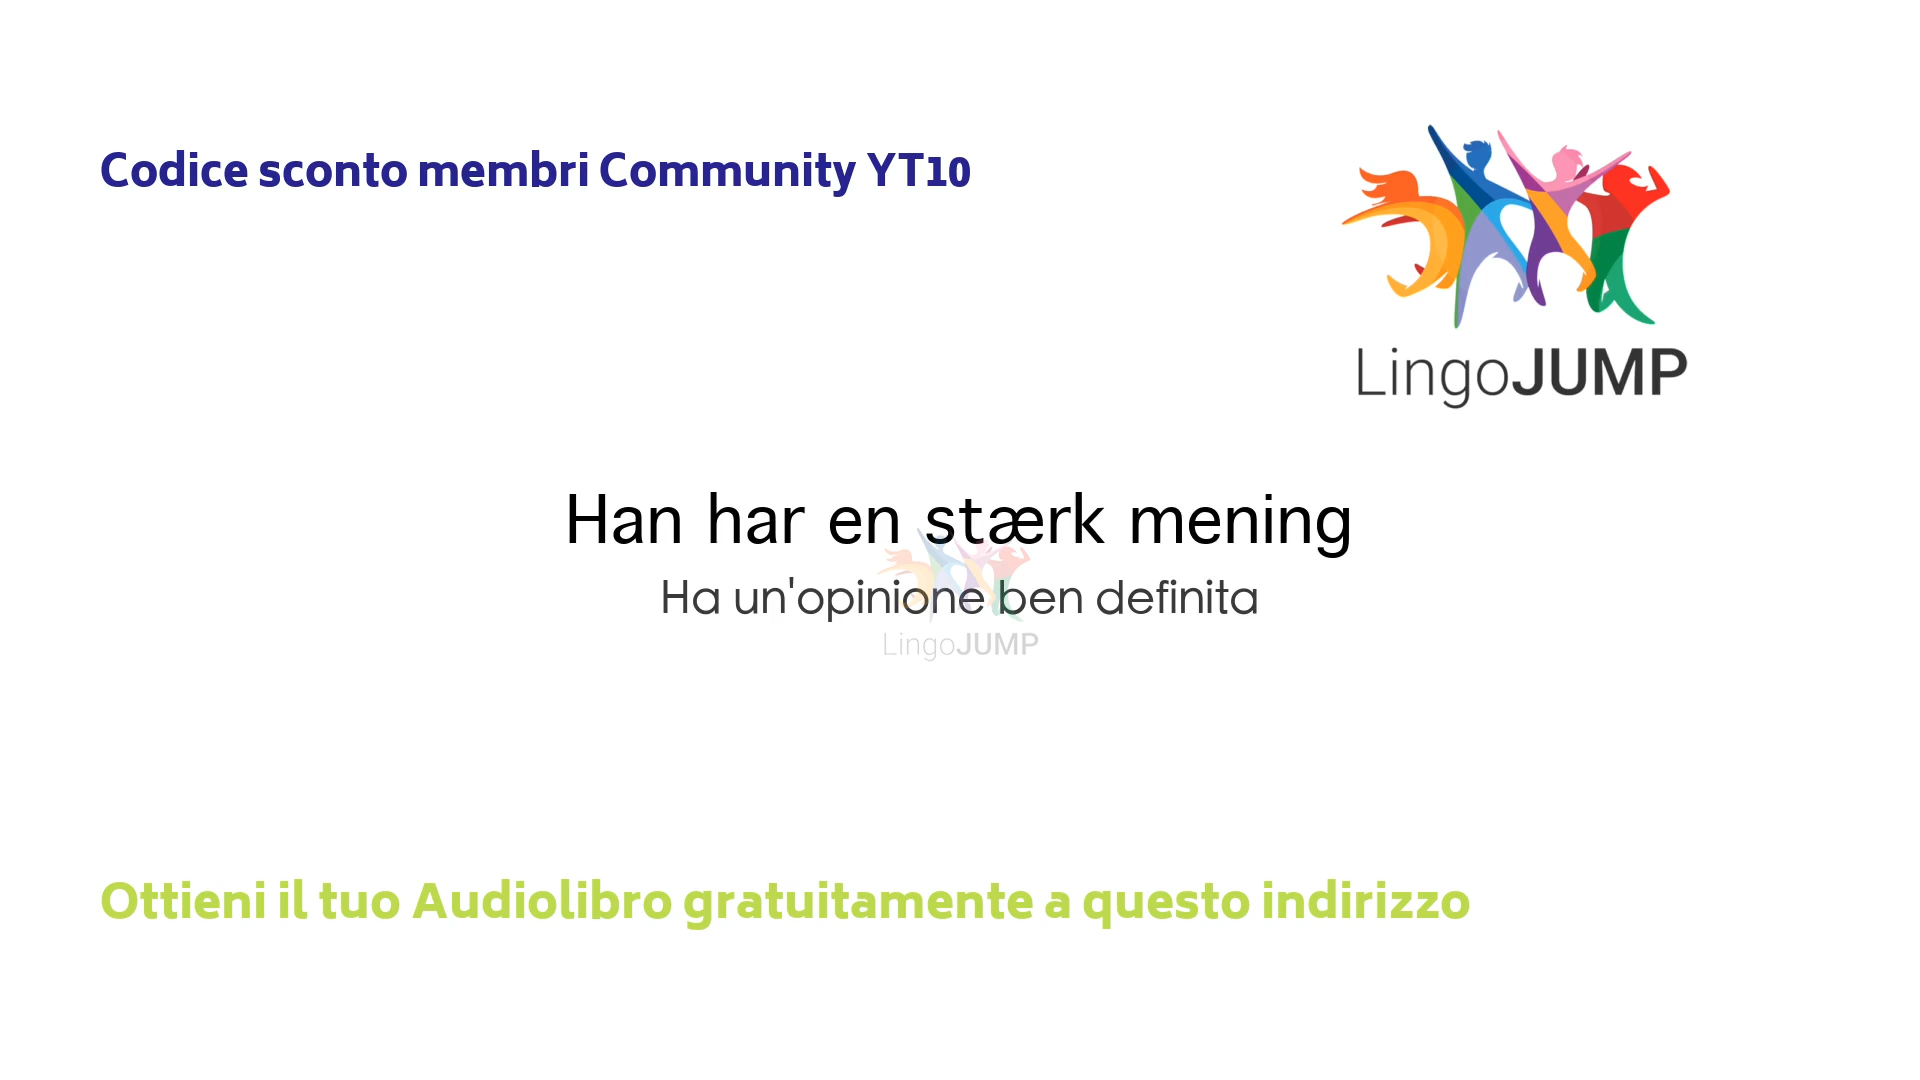 Codice sconto membri Community YT10
LingoJUMP
Han har en stærk mening
Ha un'opinione ben definita
LingoJUMP
Ottieni il tuo Audiolibro gratuitamente a questo indirizzo